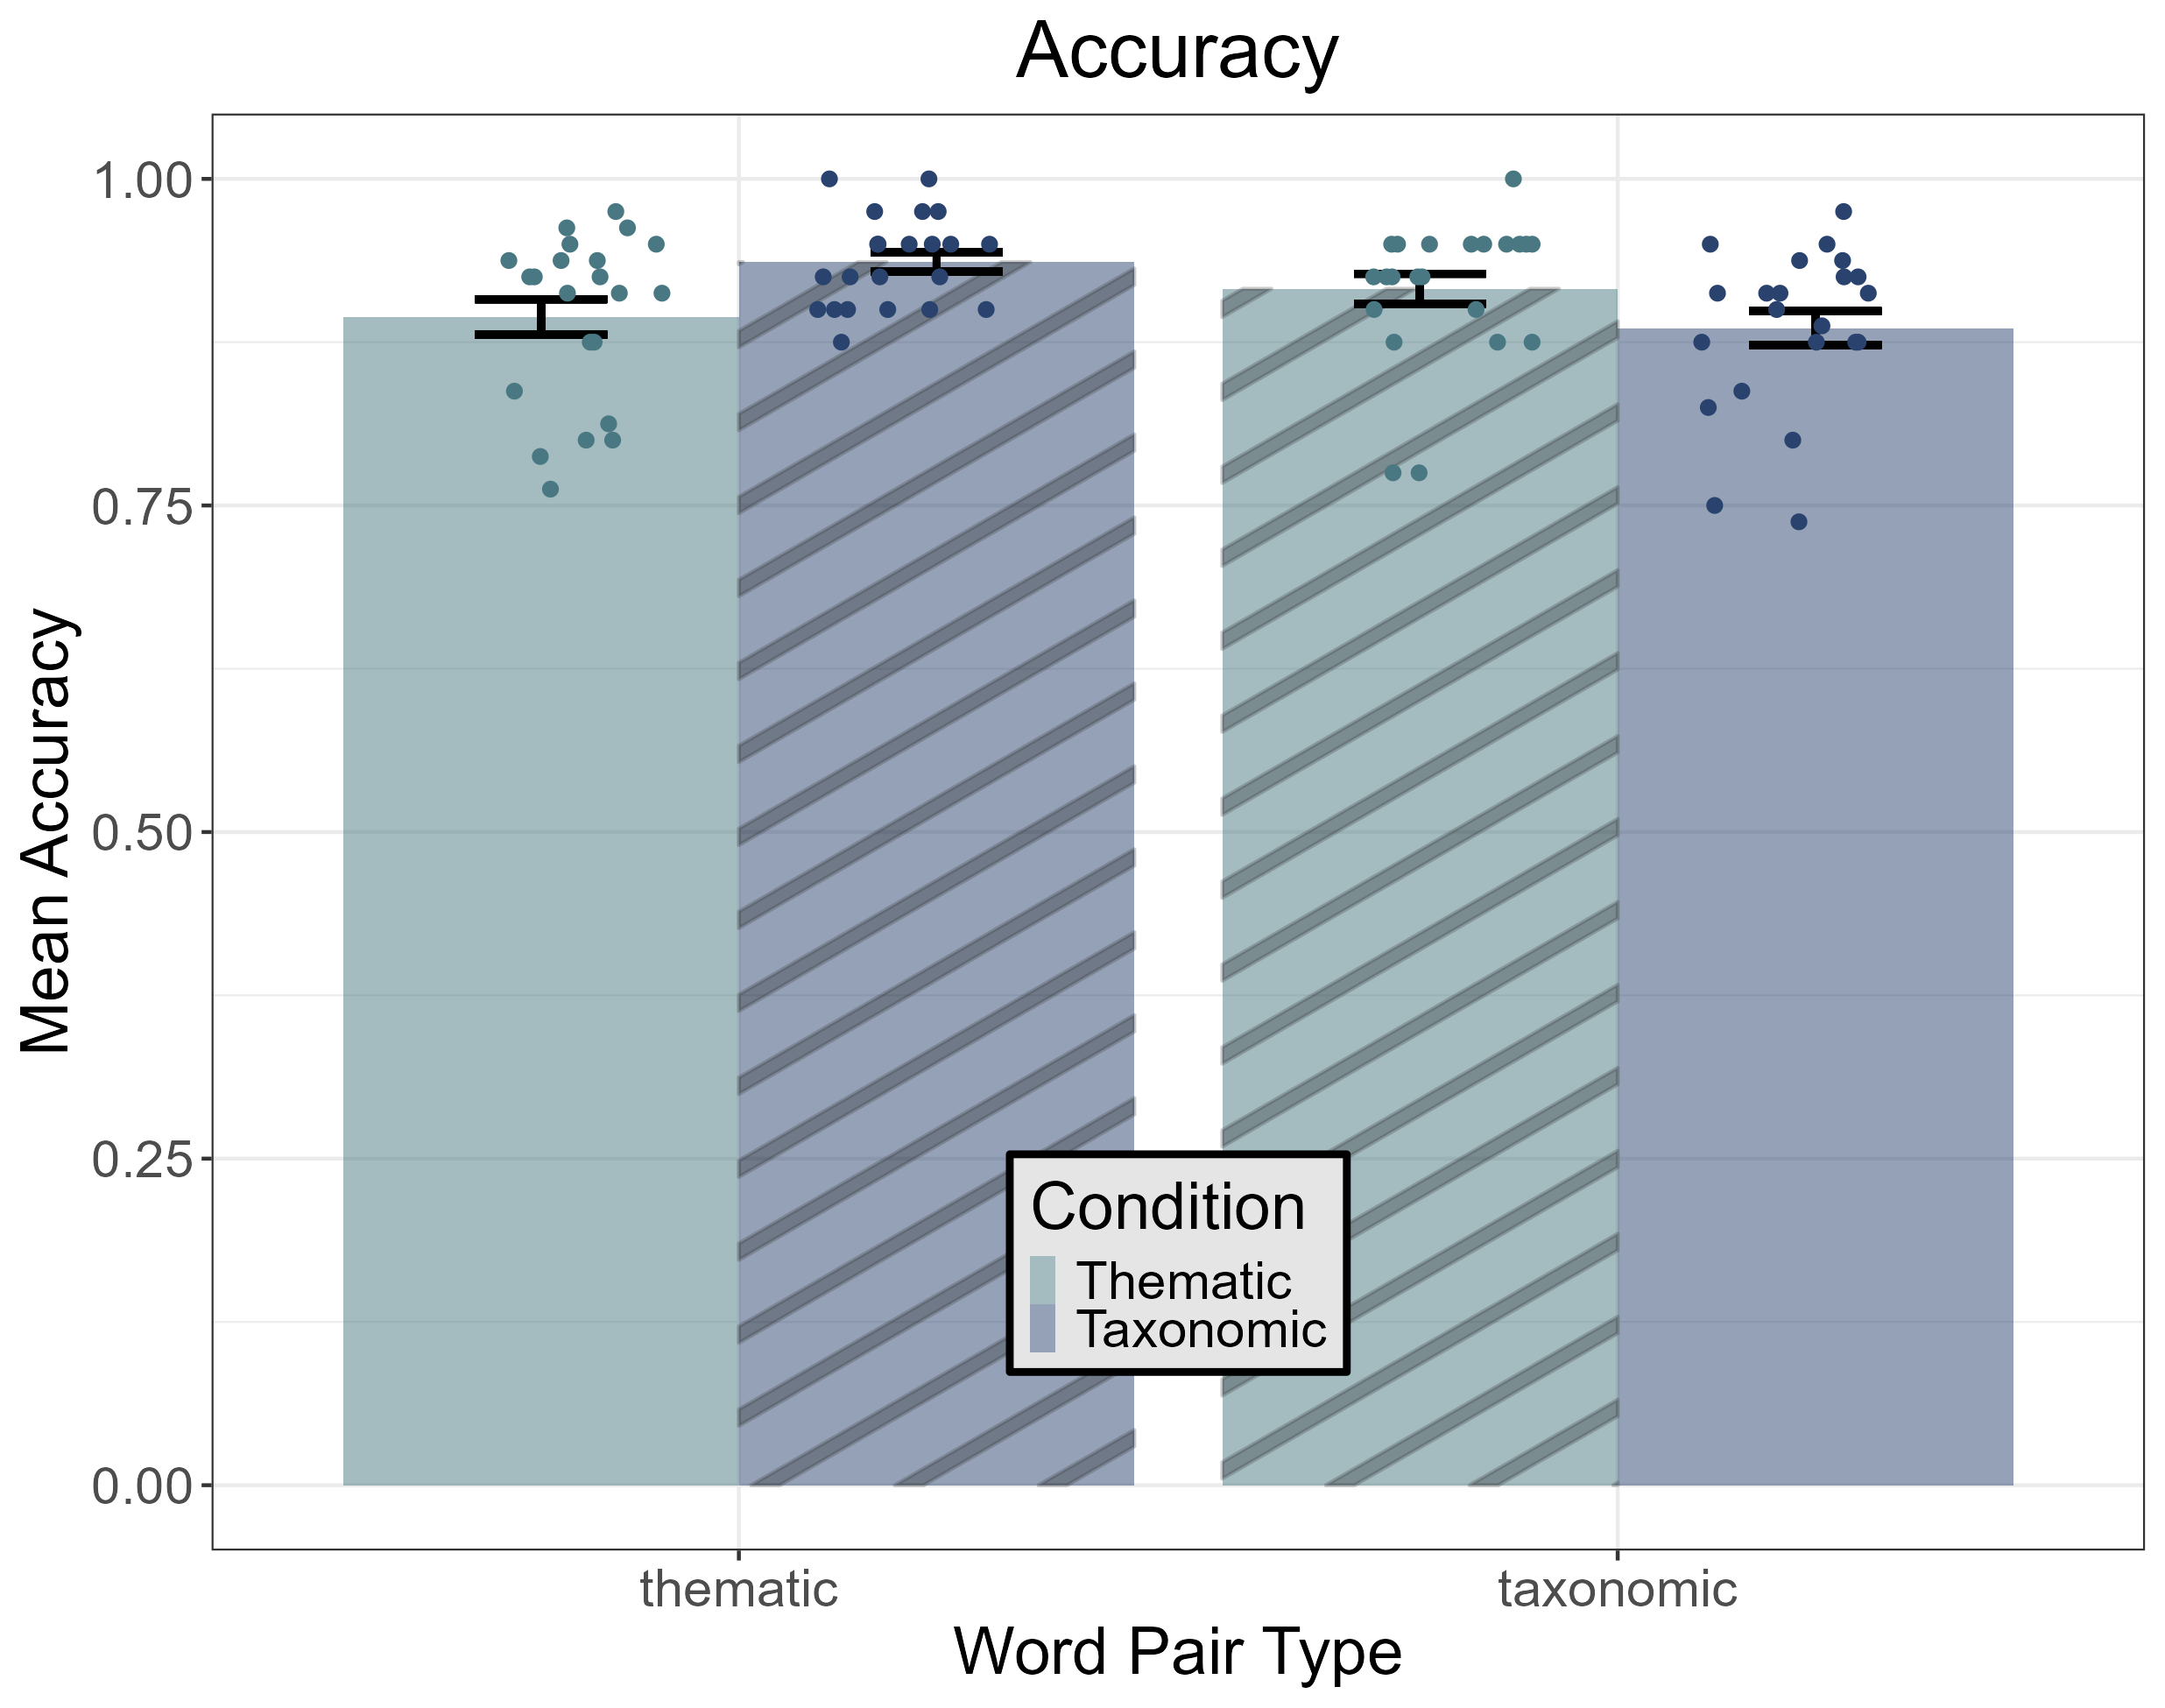 Accuracy
Mean Accuracy
1.00
0.75
0.50
0.25
0.00
Condition
Thematic
Taxonomic
thematic
taxonomic
Word Pair Type